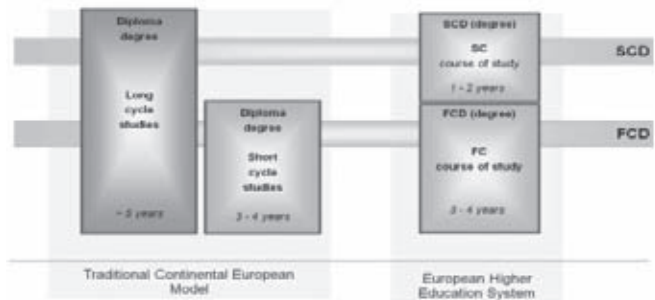 Diploma
degree
Long
cycle
studies
~ 5 years
Diploma
degree
Short
cycle
studies
3 - 4 years
SCD (degree)
SC
course of study
1 - 2 years
FCD (degree)
FC
course of study
3 - 4 years
SCD
FCD
Traditional Continental European
Model
European Higher
Education System